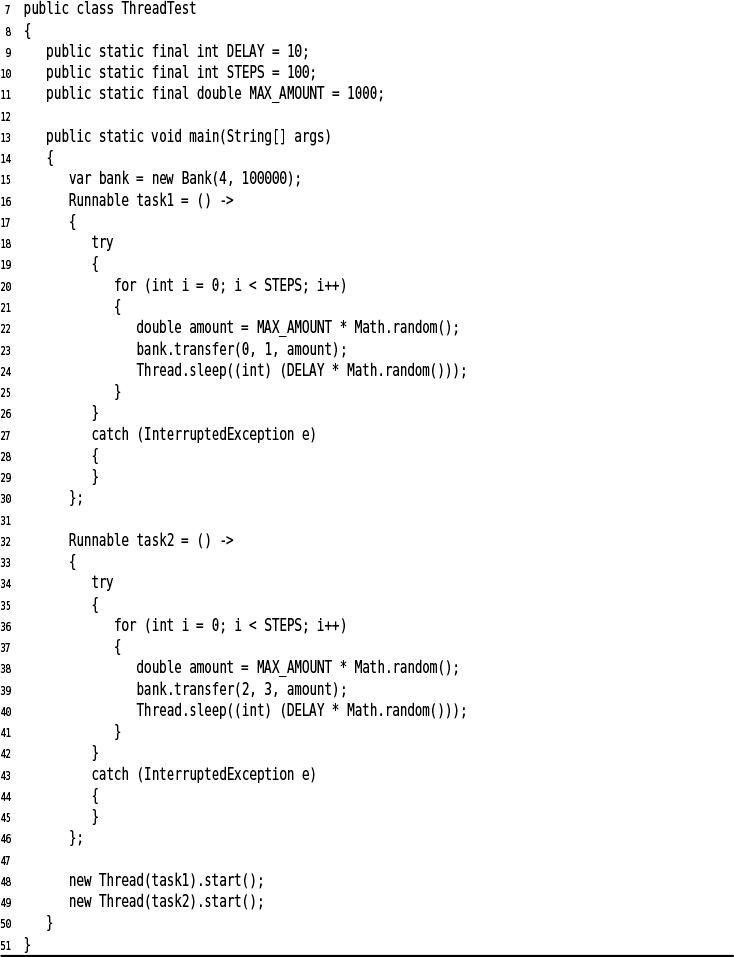 7 public class ThreadTest
8 {
9    public static final int DELAY = 10;
10    public static final int STEPS = 100;
11    public static final double MAX_AMOUNT = 1000;
12
13    public static void main(String[] args)
14    {
15       var bank = new Bank(4, 100000);
16       Runnable task1 = () ->
17       {
18          try
19          {
20             for (int i = 0; i < STEPS; i++)
21             {
22                double amount = MAX_AMOUNT * Math.random();
23                bank.transfer(0, 1, amount);
24                Thread.sleep((int) (DELAY * Math.random()));
25             }
26          }
27          catch (InterruptedException e)
28          {
29          }
30       };
31
32       Runnable task2 = () ->
33       {
34          try
35          {
36             for (int i = 0; i < STEPS; i++)
37             {
38                double amount = MAX_AMOUNT * Math.random();
39                bank.transfer(2, 3, amount);
40                Thread.sleep((int) (DELAY * Math.random()));
41             }
42          }
43          catch (InterruptedException e)
44          {
45          }
46       };
47
48       new Thread(task1).start();
49       new Thread(task2).start();
50    }
51 }